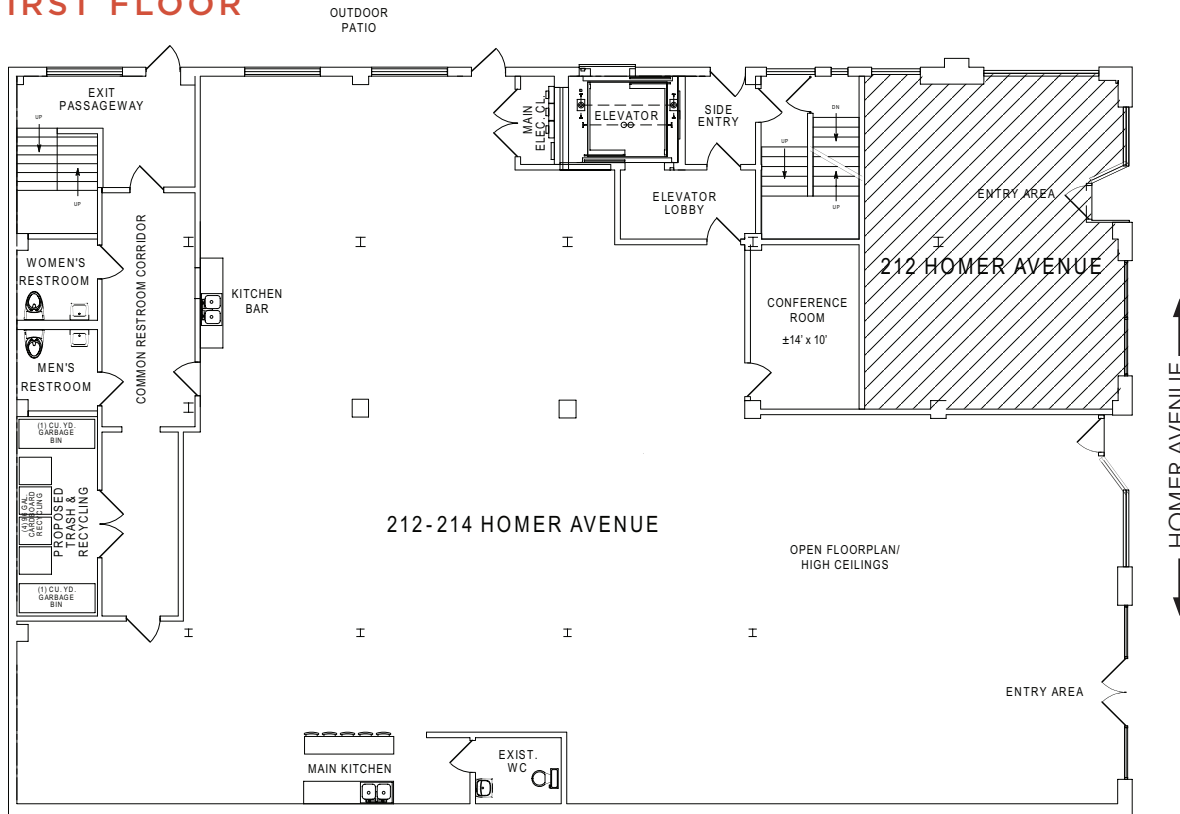 IRST FLOOR
OUTDOOR
PATIO
EXIT
PASSAGEWAY
UP
UP
MAIN
ELEC. CL.
ELEVATOR
SIDE
ENTRY
DN
UP
UP
ELEVATOR
LOBBY
ENTRY AREA
212 HOMER AVENUE
WOMEN'S
RESTROOM
COMMON RESTROOM CORRIDOR
KITCHEN
BAR
CONFERENCE
ROOM
±14' x 10'
MEN'S
RESTROOM
HOMER AVENUE
(1) CU. YD.
GARBAGE
BIN
(4) 96 GAL.
CARDBOARD
RECYCLING
PROPOSED
TRASH &
RECYCLING
(1) CU. YD.
GARBAGE
BIN
212-214 HOMER AVENUE
OPEN FLOORPLAN/
HIGH CEILINGS
ENTRY AREA
MAIN KITCHEN
EXIST.
WC